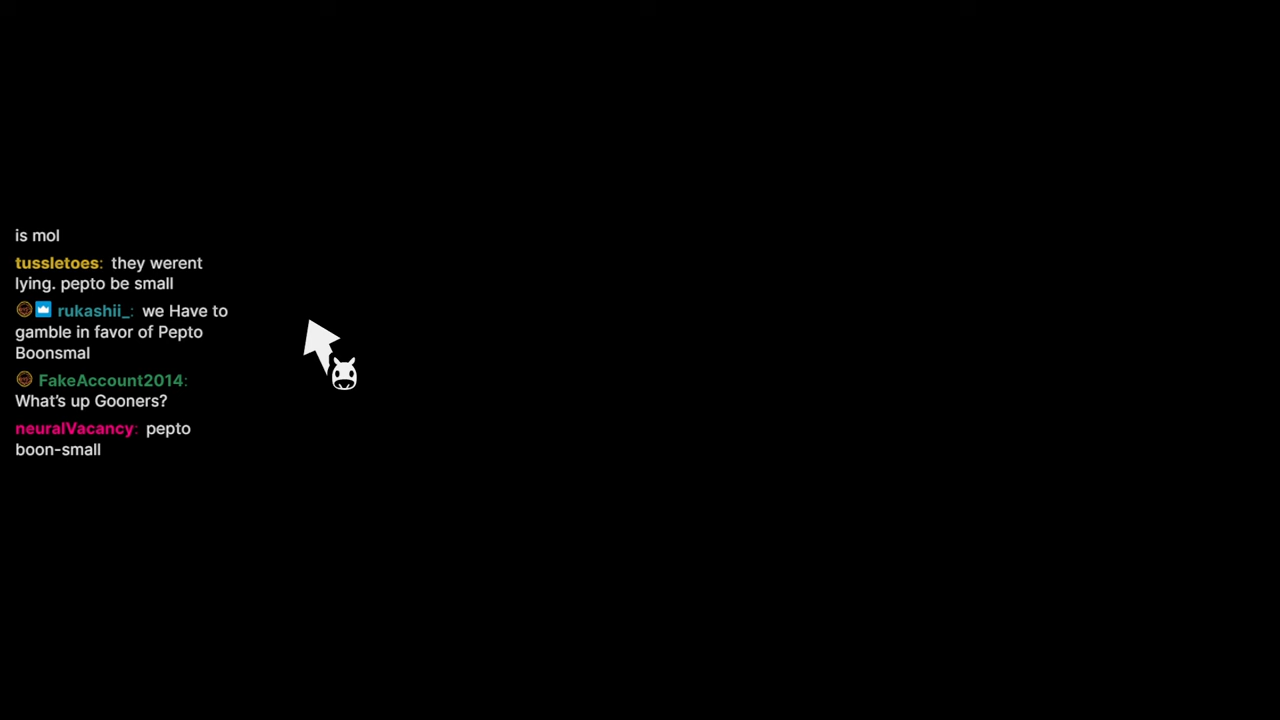 is mol
tussletoes: they werent
lying. pepto be small
rukashii_: we Have to
gamble in favor of Pepto
Boonsmal
FakeAccount2014:
What's up Gooners?
neuralVacancy: pepto
boon-small